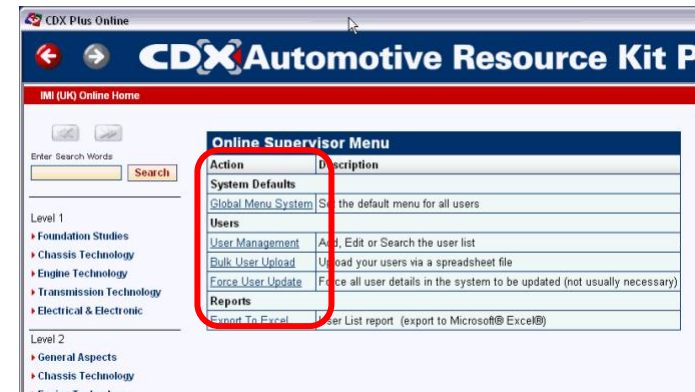 CDX Plus Online
CDX Automotive Resource Kit P
IMI (UK) Online Home
Enter Search Words
Search
Level 1
Foundation Studies
Chassis Technology
Engine Technology
Transmission Technology
Electrical & Electronic
Level 2
General Aspects
Chassis Technology
Online Supervisor Menu
Action Description
System Defaults
Global Menu System Set the default menu for all users
Users
User Management Add, Edit or Search the user list
Bulk User Upload Upload your users via a spreadsheet file
Force User Update Force all user details in the system to be updated (not usually necessary)
Reports
Export To Excel User List report (export to Microsoft® Excel®)